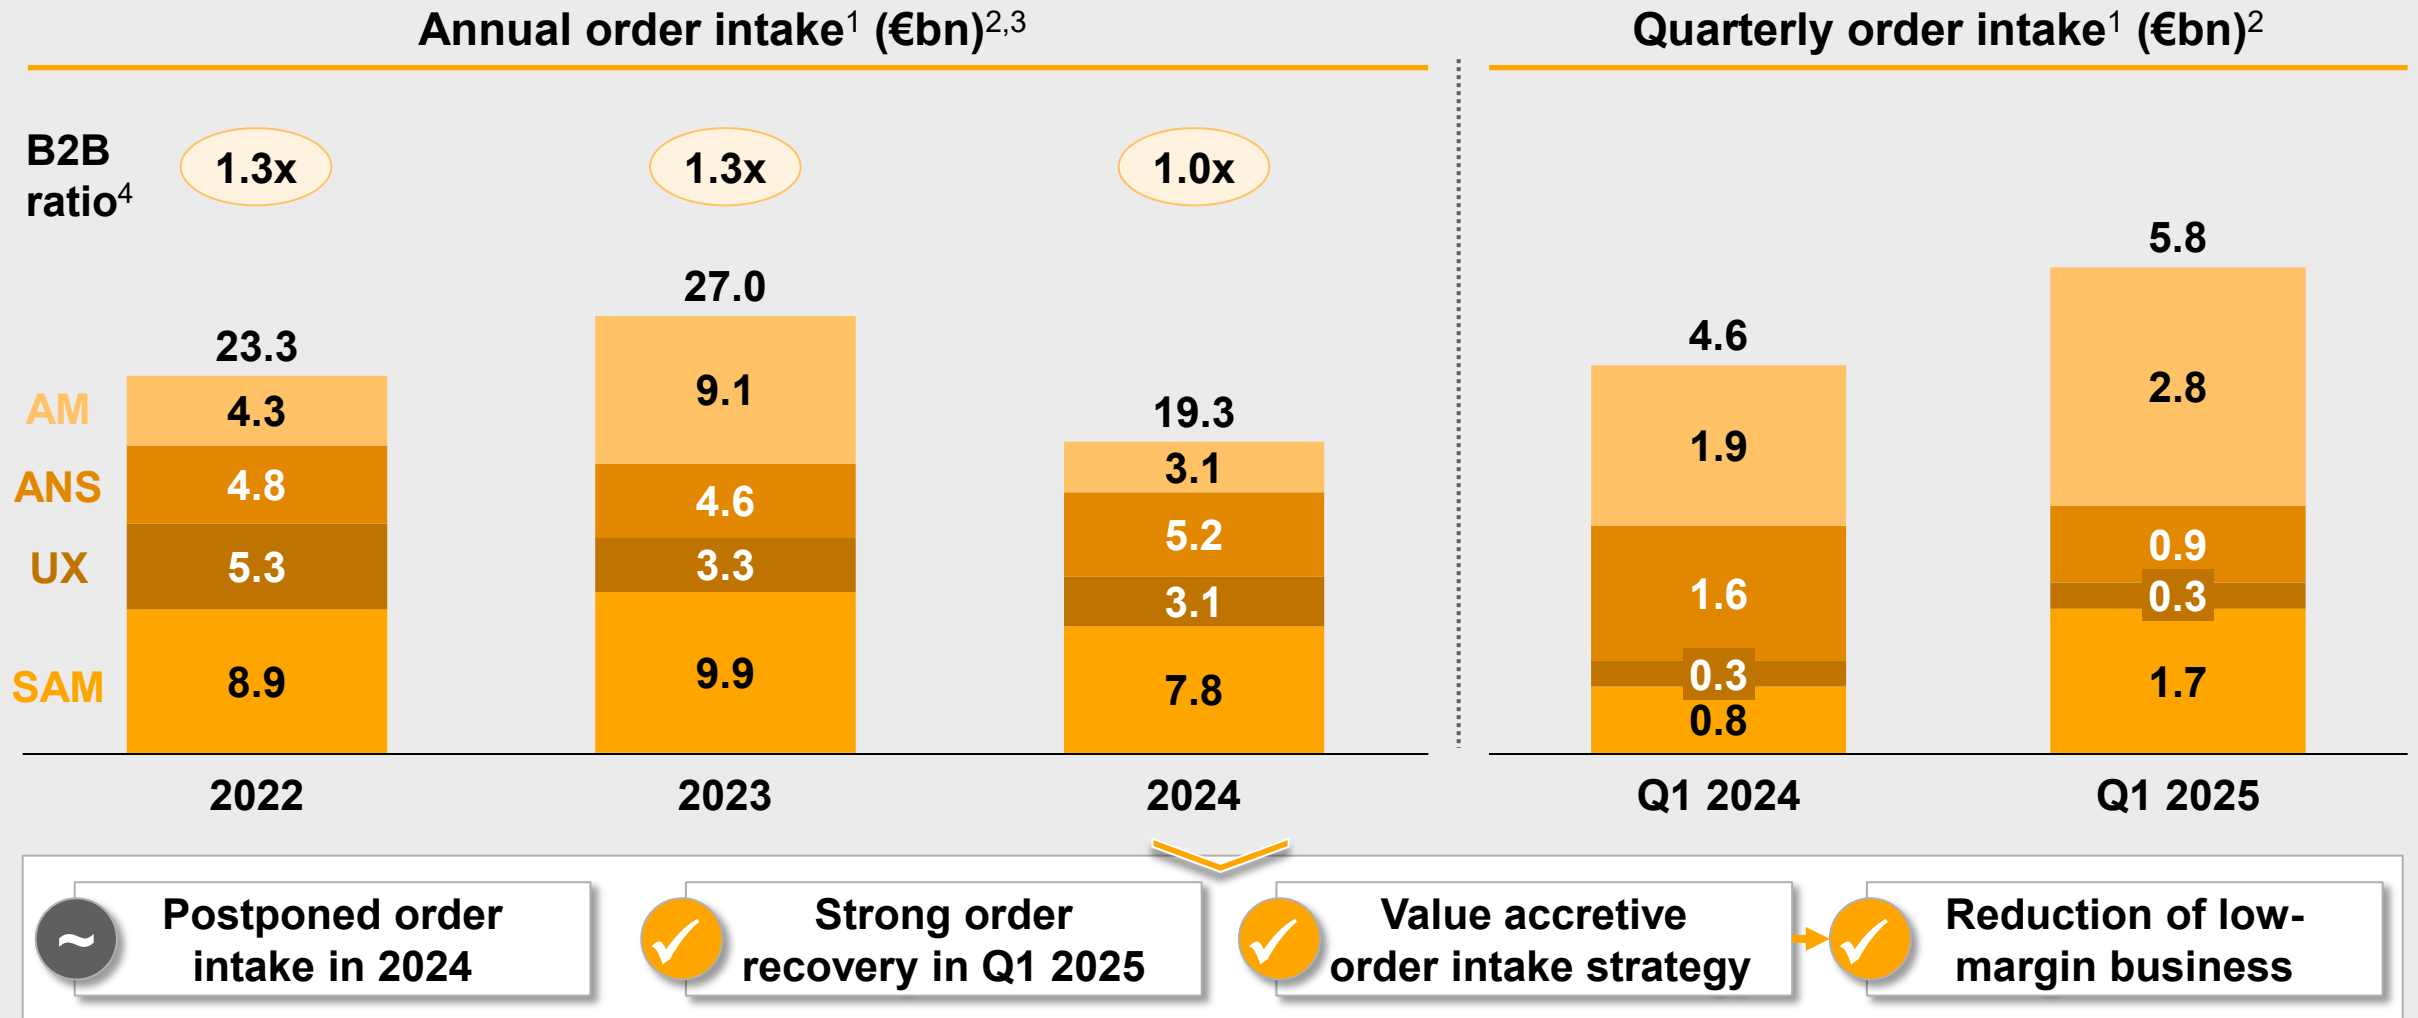 Annual order intake¹ (€bn)²,³
Quarterly order intake¹ (€bn)²
B2B
ratio⁴
1.3x
1.3x
1.0x
23.3
27.0
19.3
4.6
5.8
AM
4.3
9.1
3.1
1.9
2.8
ANS
4.8
4.6
5.2
1.6
0.9
UX
5.3
3.3
3.1
0.3
0.3
SAM
8.9
9.9
7.8
0.8
1.7
2022
2023
2024
Q1 2024
Q1 2025
~
Postponed order
intake in 2024
Strong order
recovery in Q1 2025
Value accretive
order intake strategy
Reduction of low-
margin business